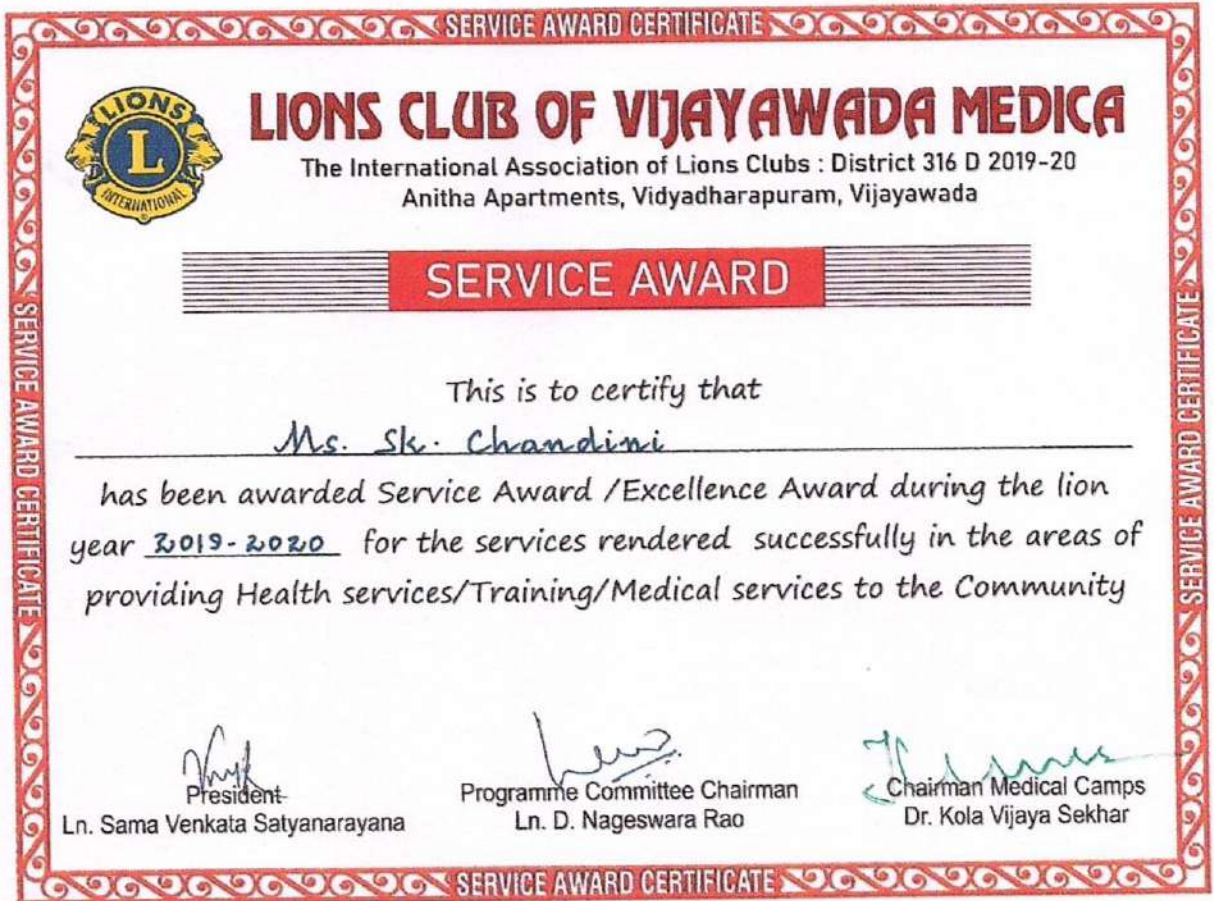 SERVICE AWARD CERTIFICATE
LIONS
L
INTERNATIONAL
®
LIONS CLUB OF VIJAYAWADA MEDICA
The International Association of Lions Clubs : District 316 D 2019-20
Anitha Apartments, Vidyadharapuram, Vijayawada
SERVICE AWARD
This is to certify that
Ms. Sk. Chandini
has been awarded Service Award /Excellence Award during the lion
year 2019-2020 for the services rendered successfully in the areas of
providing Health services/Training/Medical services to the Community
President
Ln. Sama Venkata Satyanarayana
Programme Committee Chairman
Ln. D. Nageswara Rao
Chairman Medical Camps
Dr. Kola Vijaya Sekhar
SERVICE AWARD CERTIFICATE
SERVICE AWARD CERTIFICATE
SERVICE AWARD CERTIFICATE